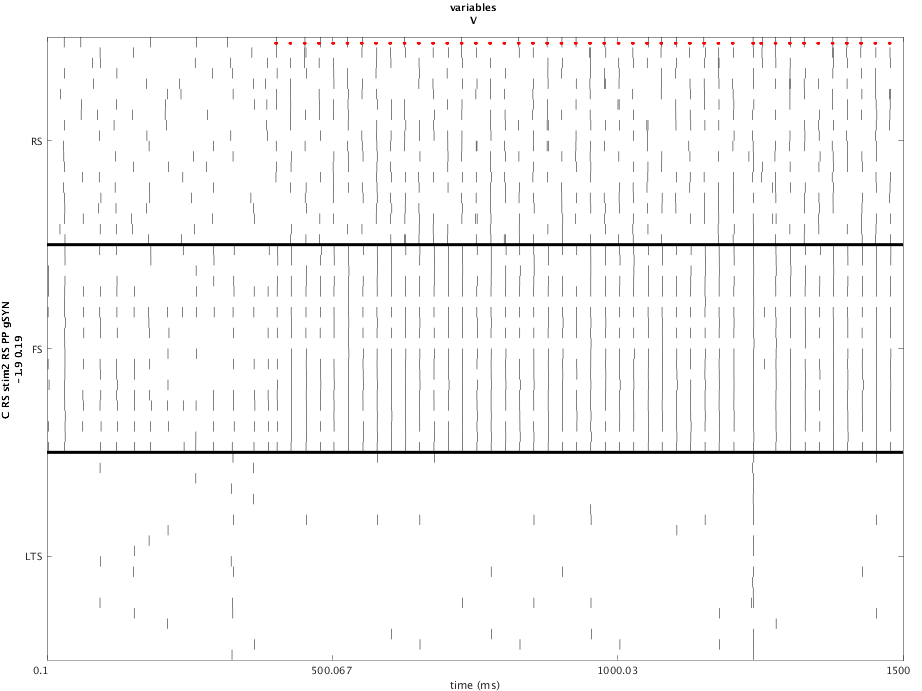 variables
V
RS
FS
LTS
C RS stim2 RS PP gSYN
-1.9 0.19
0.1
500.067
1000.03
1500
time (ms)